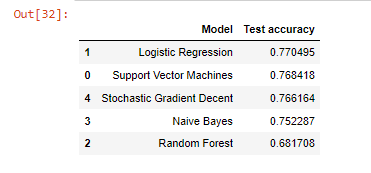 Out[32]:
Model Test accuracy
1 Logistic Regression 0.770495
0 Support Vector Machines 0.768418
4 Stochastic Gradient Decent 0.766164
3 Naive Bayes 0.752287
2 Random Forest 0.681708